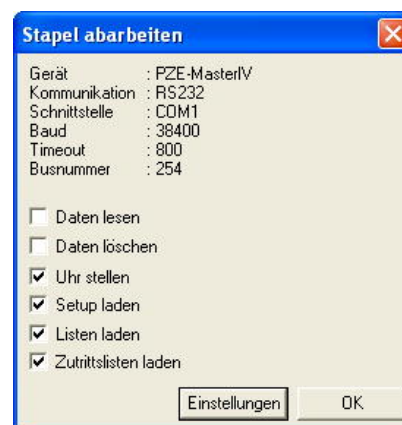 Stapel abarbeiten
Gerät : PZE-MasterIV
Kommunikation : RS232
Schnittstelle : COM1
Baud : 38400
Timeout : 800
Busnummer : 254
Daten lesen
Daten löschen
Uhr stellen
Setup laden
Listen laden
Zutrittslisten laden
Einstellungen OK